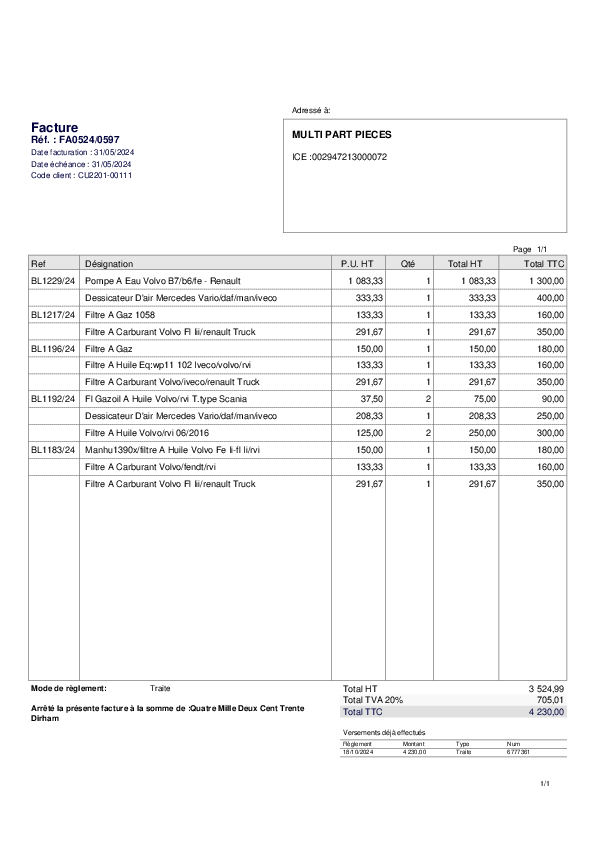 Adressé à:
Facture
Réf. : FA0524/0597
Date facturation : 31/05/2024
Date échéance : 31/05/2024
Code client : CU2201-00111
MULTI PART PIECES
ICE :002947213000072
Page 1/1
Ref Désignation P.U. HT Qté Total HT Total TTC
BL1229/24 Pompe A Eau Volvo B7/b6/fe - Renault 1 083,33 1 1 083,33 1 300,00
Dessicateur D'air Mercedes Vario/daf/man/iveco 333,33 1 333,33 400,00
BL1217/24 Filtre A Gaz 1058 133,33 1 133,33 160,00
Filtre A Carburant Volvo Fl Iii/renault Truck 291,67 1 291,67 350,00
BL1196/24 Filtre A Gaz 150,00 1 150,00 180,00
Filtre A Huile Eq:wp11 102 Iveco/volvo/rvi 133,33 1 133,33 160,00
Filtre A Carburant Volvo/iveco/renault Truck 291,67 1 291,67 350,00
BL1192/24 Fl Gazoil A Huile Volvo/rvi T.type Scania 37,50 2 75,00 90,00
Dessicateur D'air Mercedes Vario/daf/man/iveco 208,33 1 208,33 250,00
Filtre A Huile Volvo/rvi 06/2016 125,00 2 250,00 300,00
BL1183/24 Manhu1390x/filtre A Huile Volvo Fe Ii-fl Ii/rvi 150,00 1 150,00 180,00
Filtre A Carburant Volvo/fendt/rvi 133,33 1 133,33 160,00
Filtre A Carburant Volvo Fl Iii/renault Truck 291,67 1 291,67 350,00
Mode de règlement: Traite
Arrêté la présente facture à la somme de :Quatre Mille Deux Cent Trente
Dirham
Total HT 3 524,99
Total TVA 20% 705,01
Total TTC 4 230,00
Versements déjà effectués
Règlement Montant Type Num
18/10/2024 4 230,00 Traite 6777361
1/1